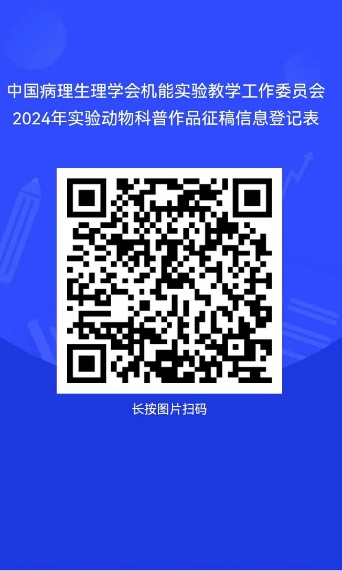 中国病理生理学会机能实验教学工作委员会
2024年实验动物科普作品征稿信息登记表
长按图片扫码